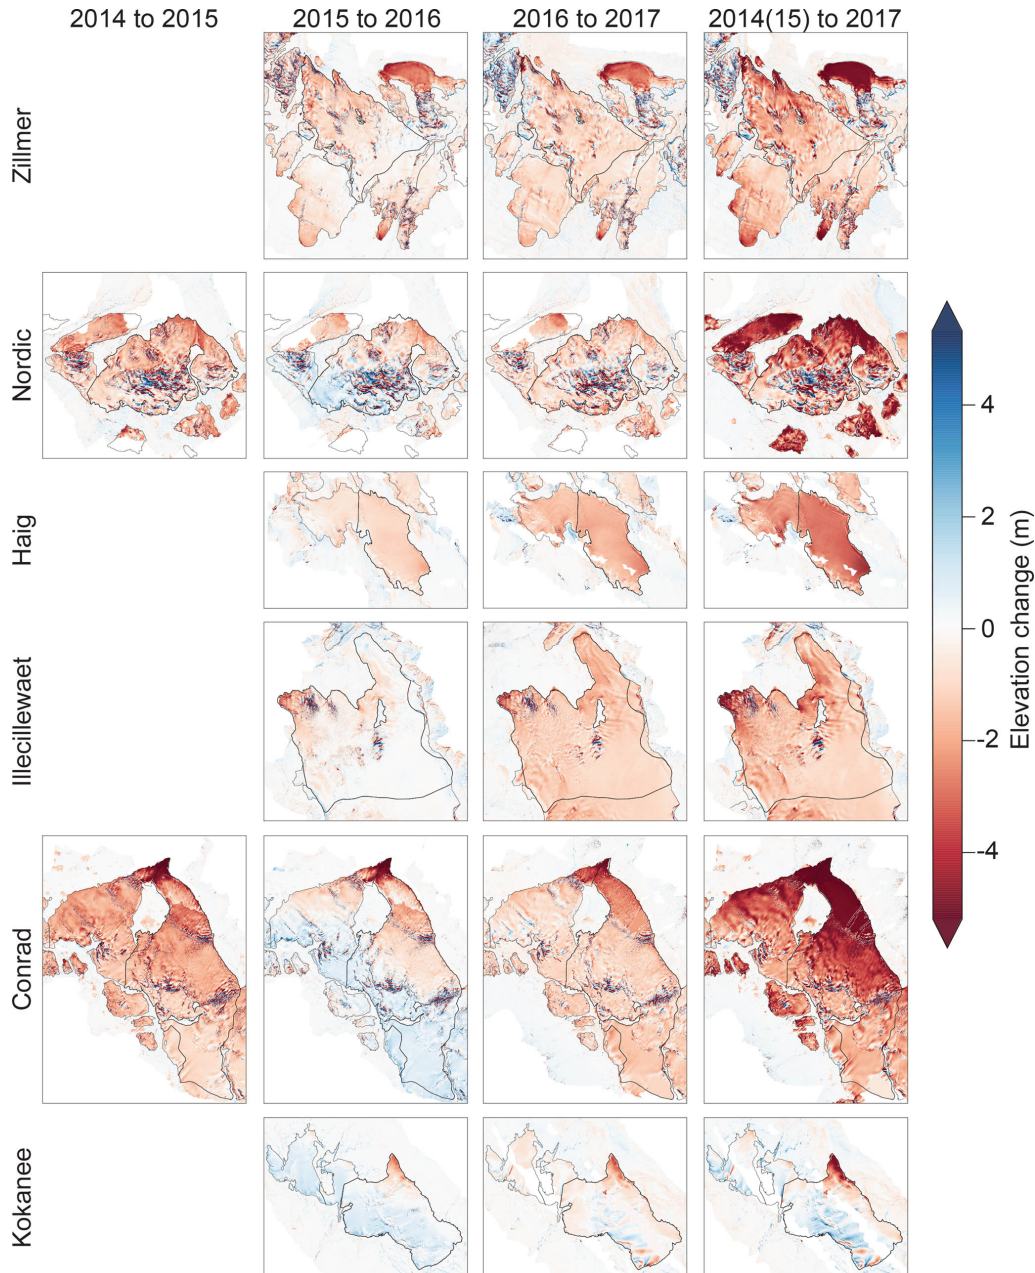 2014 to 2015 2015 to 2016 2016 to 2017 2014(15) to 2017
Zillmer
Nordic
Haig
Illecillewaet
Conrad
Kokanee
4
2
0
-2
-4
Elevation change (m)